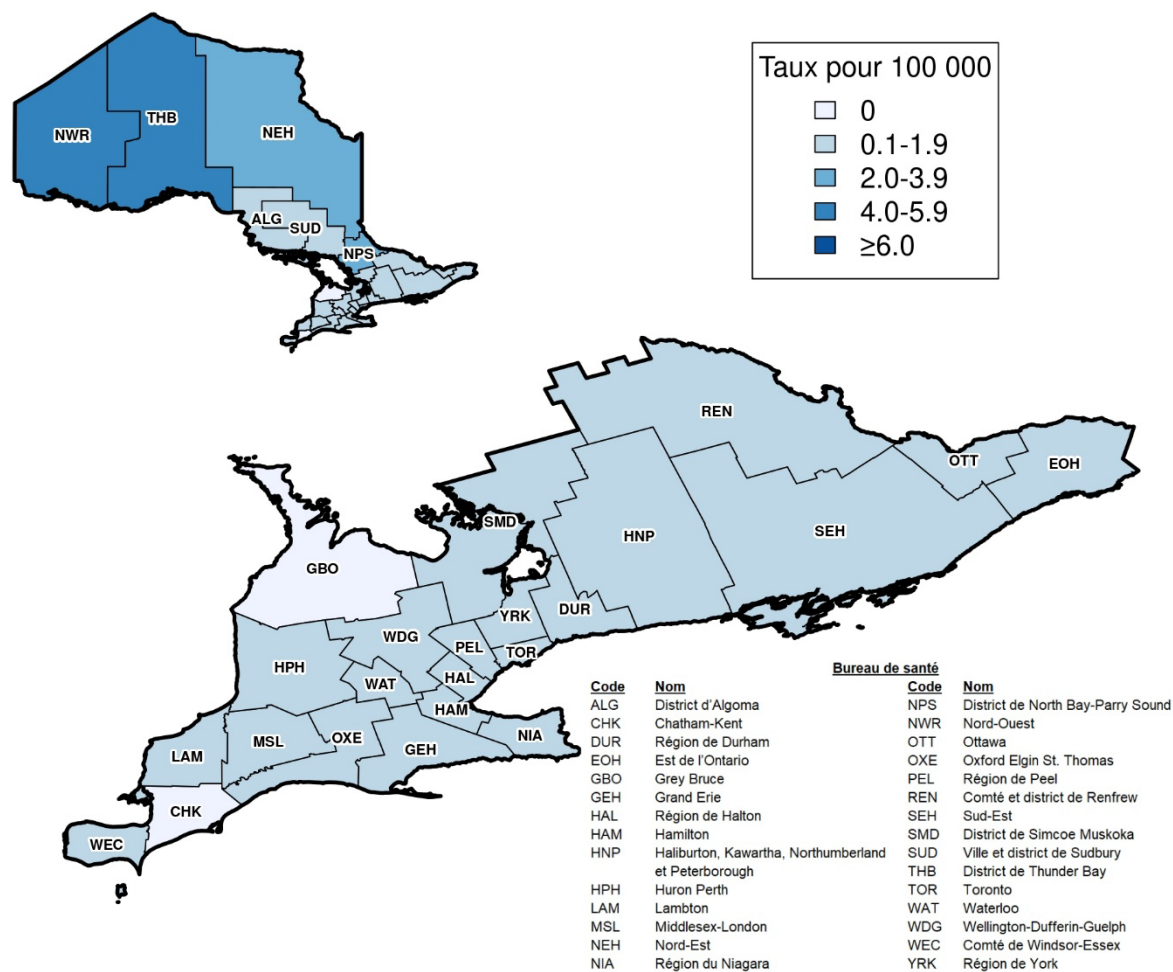 Taux pour 100 000
0
0.1-1.9
2.0-3.9
4.0-5.9
≥6.0
NWR
THB
NEH
ALG
SUD
NPS
REN
OTT
EOH
SMD
HNP
SEH
GBO
YRK
DUR
WDG
PEL
TOR
HPH
WAT
HAL
HAM
NIA
LAM
MSL
OXE
GEH
CHK
WEC
Bureau de santé
Code Nom
ALG District d'Algoma
CHK Chatham-Kent
DUR Région de Durham
EOH Est de l'Ontario
GBO Grey Bruce
GEH Grand Erie
HAL Région de Halton
HAM Hamilton
HNP Haliburton, Kawartha, Northumberland
et Peterborough
HPH Huron Perth
LAM Lambton
MSL Middlesex-London
NEH Nord-Est
NIA Région du Niagara
Code Nom
NPS District de North Bay-Parry Sound
NWR Nord-Ouest
OTT Ottawa
OXE Oxford Elgin St. Thomas
PEL Région de Peel
REN Comté et district de Renfrew
SEH Sud-Est
SMD District de Simcoe Muskoka
SUD Ville et district de Sudbury
THB District de Thunder Bay
TOR Toronto
WAT Waterloo
WDG Wellington-Dufferin-Guelph
WEC Comté de Windsor-Essex
YRK Région de York